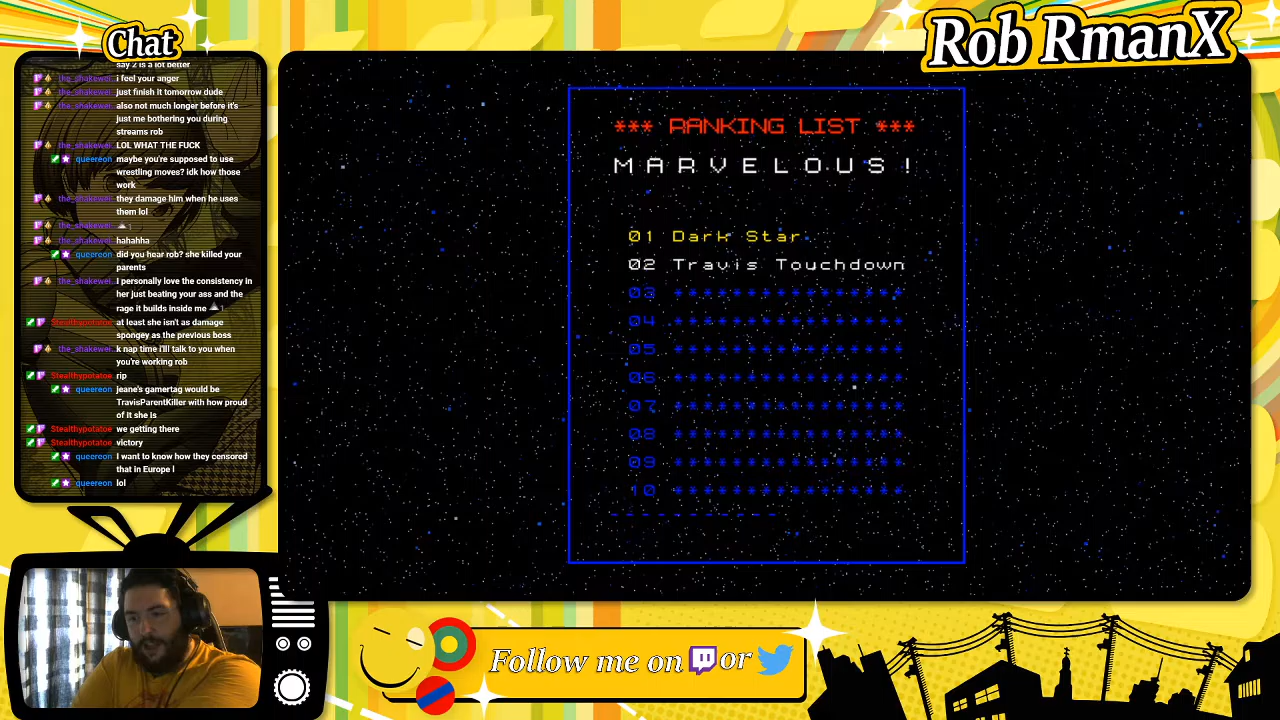 Chat
say 2 is a lot better
the_shakewei i feel your anger
the_shakewei just finish it tomorrow dude
the_shakewei also not much longer before it's
just me bothering you during
streams rob
the_shakewei LOL WHAT THE FUCK
queereon maybe you're supposed to use
wrestling moves? idk how those
work
the_shakewei they damage him when he uses
them lol
the_shakewei
the_shakewei hahahha
queereon did you hear rob? she killed your
parents
the_shakewei I personally love the consistency in
her just beating your ass and the
rage it builds inside me
Stealthypotatoe at least she isn't as damage
spongey as the previous boss
the_shakewei k nap time i'll talk to you when
you're working rob
Stealthypotatoe rip
queereon jeane's gamertag would be
TravisParentKiller with how proud
of it she is
Stealthypotatoe we getting there
Stealthypotatoe victory
queereon I want to know how they censored
that in Europe !
queereon lol
Rob RmanX
*** RANKING LIST ***
MARVELOUS!
01 Dark Star
02 Travis Touchdown
03 ****************
04 ****************
05 ****************
06 ****************
07 ****************
08 ****************
09 ****************
10 ****************
------------
Follow me on or